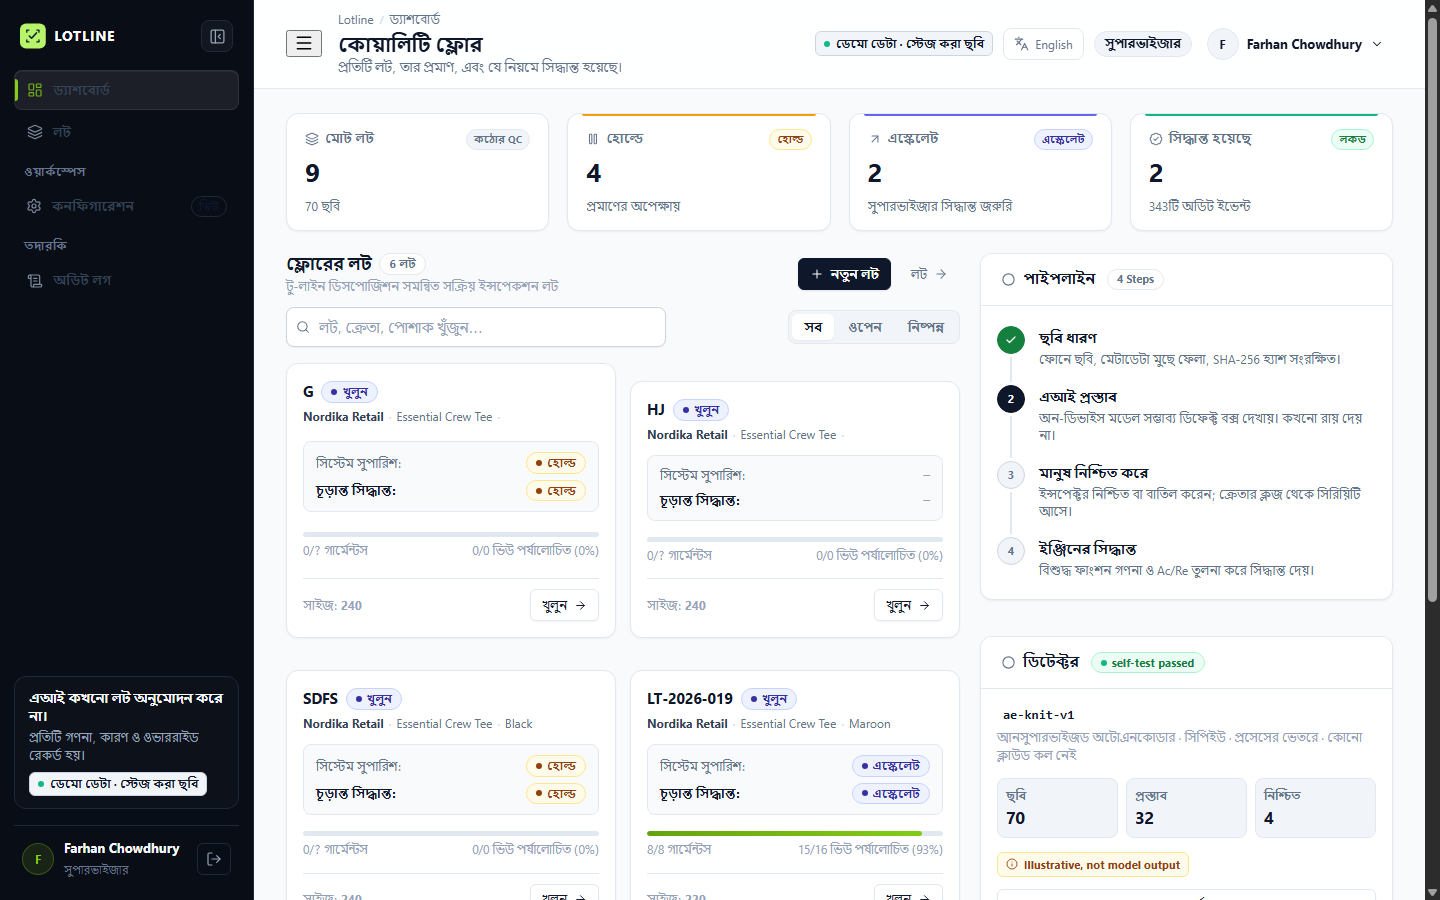 LOTLINE
ড্যাশবোর্ড
লট
ওয়ার্কস্পেস
কনফিগারেশন
তদারকি
অডিট লগ
এআই কখনো লট অনুমোদন করে
না।
প্রতিটি গণনা, কারণ ও ওভাররাইড
রেকর্ড হয়।
ডেমো ডেটা · স্টেজ করা ছবি
F
Farhan Chowdhury
সুপারভাইজার
Lotline / ড্যাশবোর্ড
কোয়ালিটি ফ্লোর
প্রতিটি লট, তার প্রমাণ, এবং যে নিয়মে সিদ্ধান্ত হয়েছে।
ডেমো ডেটা · স্টেজ করা ছবি
English
সুপারভাইজার
F Farhan Chowdhury
মোট লট কঠোর QC
9
70 ছবি
হোল্ডে হোল্ড
4
প্রমাণের অপেক্ষায়
এস্কেলেট এস্কেলেট
2
সুপারভাইজার সিদ্ধান্ত জরুরি
সিদ্ধান্ত হয়েছে লকড
2
343টি অডিট ইভেন্ট
ফ্লোরের লট 6 লট
টু-লাইন ডিসপোজিশন সমন্বিত সক্রিয় ইন্সপেকশন লট
+ নতুন লট
লট →
লট, ক্রেতা, পোশাক খুঁজুন...
সব ওপেন নিষ্পন্ন
G খুলুন
Nordika Retail · Essential Crew Tee ·
সিস্টেম সুপারিশ: হোল্ড
চূড়ান্ত সিদ্ধান্ত: হোল্ড
0/? গার্মেন্টস 0/0 ভিউ পর্যালোচিত (0%)
সাইজ: 240 খুলুন →
HJ খুলুন
Nordika Retail · Essential Crew Tee ·
সিস্টেম সুপারিশ: –
চূড়ান্ত সিদ্ধান্ত: –
0/? গার্মেন্টস 0/0 ভিউ পর্যালোচিত (0%)
সাইজ: 240 খুলুন →
SDFS খুলুন
Nordika Retail · Essential Crew Tee · Black
সিস্টেম সুপারিশ: হোল্ড
চূড়ান্ত সিদ্ধান্ত: হোল্ড
0/? গার্মেন্টস 0/0 ভিউ পর্যালোচিত (0%)
সাইজ: 240 খুলুন →
LT-2026-019 খুলুন
Nordika Retail · Essential Crew Tee · Maroon
সিস্টেম সুপারিশ: এস্কেলেট
চূড়ান্ত সিদ্ধান্ত: এস্কেলেট
8/8 গার্মেন্টস 15/16 ভিউ পর্যালোচিত (93%)
খুলুন →
পাইপলাইন 4 Steps
ছবি ধারণ
ফোনে ছবি, মেটাডেটা মুছে ফেলা, SHA-256 হ্যাশ সংরক্ষিত।
2 এআই প্রস্তাব
অন-ডিভাইস মডেল সম্ভাব্য ডিফেক্ট বক্স দেখায়। কখনো রায় দেয়
না।
3 মানুষ নিশ্চিত করে
ইন্সপেক্টর নিশ্চিত বা বাতিল করেন; ক্রেতার ক্লজ থেকে সিরিয়িটি
আসে।
4 ইঞ্জিনের সিদ্ধান্ত
বিশুদ্ধ ফাংশন গণনা ও Ac/Re তুলনা করে সিদ্ধান্ত দেয়।
ডিটেক্টর self-test passed
ae-knit-v1
আনসুপারভাইজড অটোএনকোডার · সিপিইউ · প্রসেসের ভেতরে · কোনো
ক্লাউড কল নেই
ছবি
70
প্রস্তাব
32
নিশ্চিত
4
Illustrative, not model output